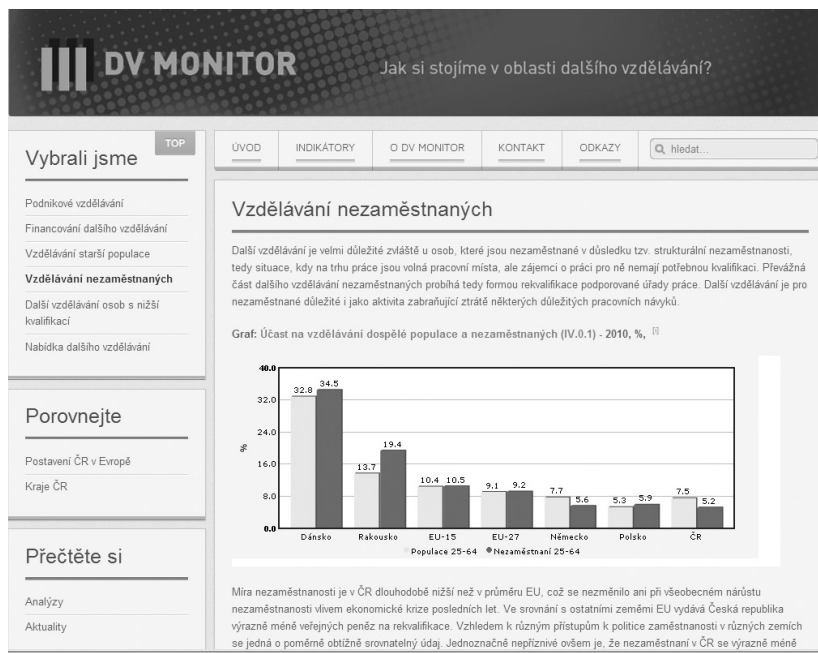 DV MONITOR
Jak si stojíme v oblasti dalšího vzdělávání?
TOP
Vybrali jsme
Podnikové vzdělávání
Financování dalšího vzdělávání
Vzdělávání starší populace
Vzdělávání nezaměstnaných
Další vzdělávání osob s nižší
kvalifikací
Nabídka dalšího vzdělávání
Porovnejte
Postavení ČR v Evropě
Kraje ČR
Přečtěte si
Analýzy
Aktuality
ÚVOD INDIKÁTORY O DV MONITOR KONTAKT ODKAZY hledat...
Vzdělávání nezaměstnaných
Další vzdělávání je velmi důležité zvláště u osob, které jsou nezaměstnané v důsledku tzv. strukturální nezaměstnanosti,
tedy situace, kdy na trhu práce jsou volná pracovní místa, ale zájemci o práci pro ně nemají potřebnou kvalifikaci. Převážná
část dalšího vzdělávání nezaměstnaných probíhá tedy formou rekvalifikace podporované úřady práce. Další vzdělávání je pro
nezaměstnané důležité i jako aktivita zabraňující ztrátě některých důležitých pracovních návyků.
Graf: Účast na vzdělávání dospělé populace a nezaměstnaných (IV.0.1) - 2010, %, [i]
40.0
32.0
24.0
16.0
8.0
0.0
%
32.8 34.5
13.7 19.4
10.4 10.5
9.1 9.2
7.7 5.6
5.3 5.9
7.5 5.2
Dánsko Rakousko EU-15 EU-27 Německo Polsko ČR
Populace 25-64 Nezaměstnaní 25-64
Míra nezaměstnanosti je v ČR dlouhodobě nižší než v průměru EU, což se nezměnilo ani při všeobecném nárůstu
nezaměstnanosti vlivem ekonomické krize posledních let. Ve srovnání s ostatními zeměmi EU vydává Česká republika
výrazně méně veřejných peněz na rekvalifikace. Vzhledem k různým přístupům k politice zaměstnanosti v různých zemích
se jedná o poměrně obtížně srovnatelný údaj. Jednoznačně nepříznivé ovšem je, že nezaměstnaní v ČR se výrazně méně